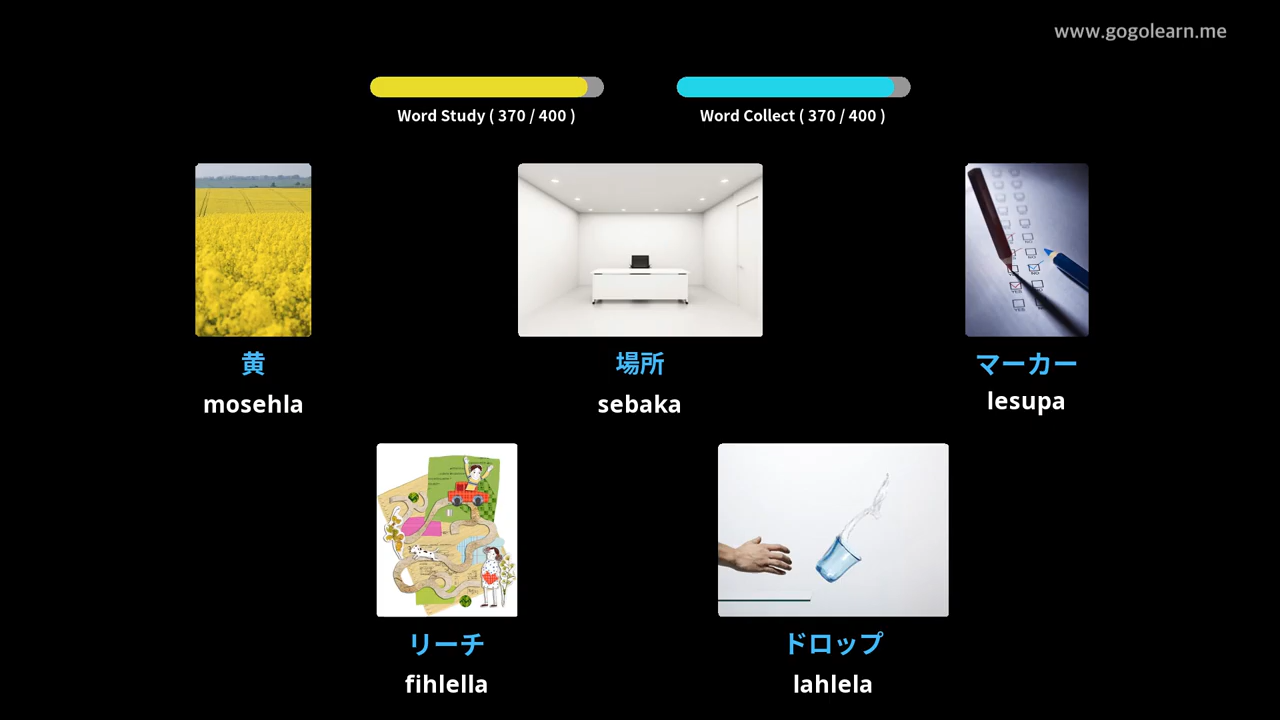 www.gogolearn.me
Word Study ( 370 / 400 )
Word Collect ( 370 / 400 )
黄
場所
マーカー
mosehla
sebaka
lesupa
リーチ
ドロップ
fihlella
lahlela